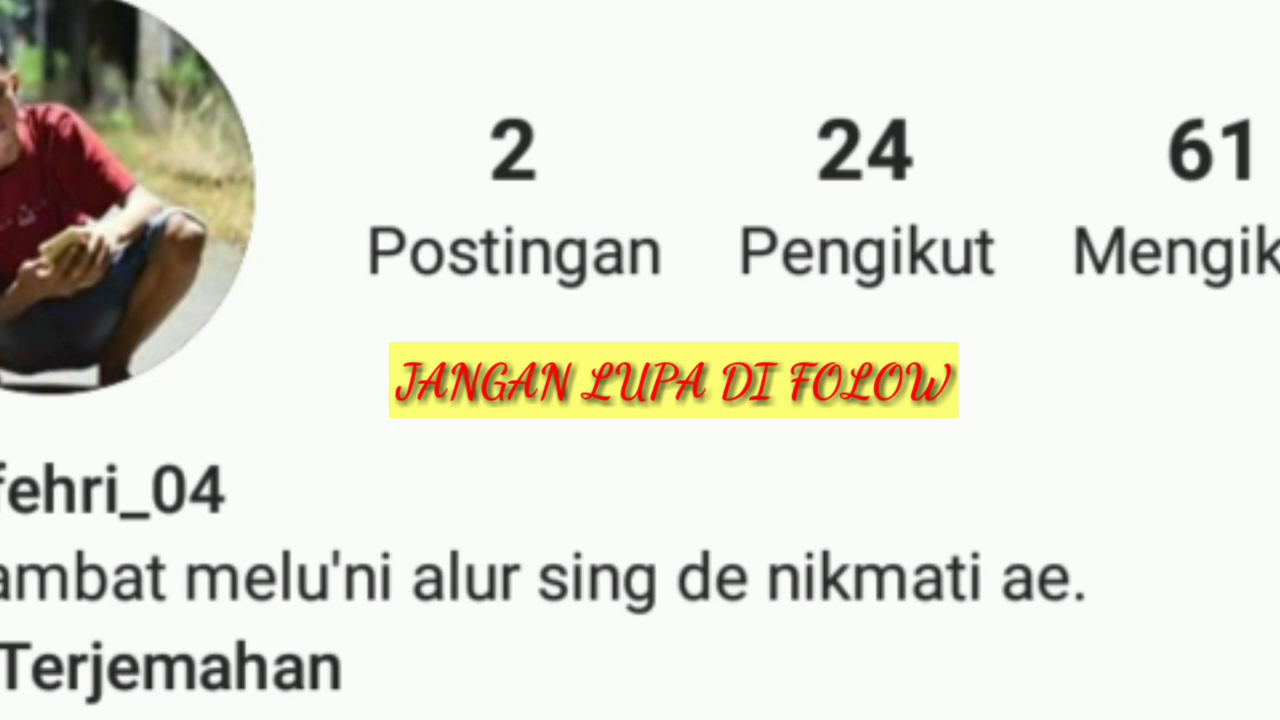 2 24 61
Postingan Pengikut Mengik
JANGAN LUPA DI FOLOW
fehri_04
ambat melu'ni alur sing de nikmati ae.
Terjemahan